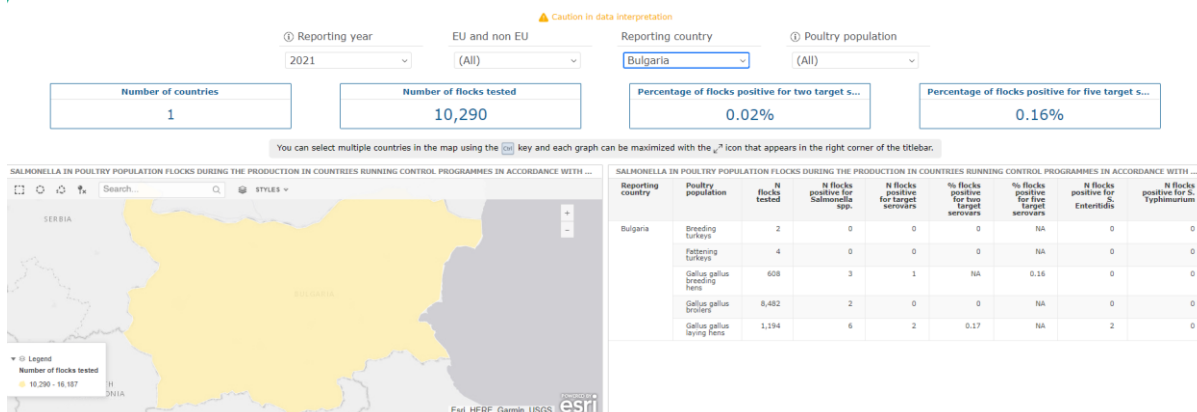 Caution in data interpretation
Reporting year EU and non EU Reporting country Poultry population
2021 (All) Bulgaria (All)
Number of countries Number of flocks tested Percentage of flocks positive for two target s... Percentage of flocks positive for five target s...
1 10,290 0.02% 0.16%
You can select multiple countries in the map using the Ctrl key and each graph can be maximized with the icon that appears in the right corner of the titlebar.
SALMONELLA IN POULTRY POPULATION FLOCKS DURING THE PRODUCTION IN COUNTRIES RUNNING CONTROL PROGRAMMES IN ACCORDANCE WITH ...
Search...
STYLES
SERBIA
BULGARIA
Legend
Number of flocks tested
10,290 - 16,187
H
ONIA
Esri, HERE, Garmin, USGS
POWERED BY
esri
SALMONELLA IN POULTRY POPULATION FLOCKS DURING THE PRODUCTION IN COUNTRIES RUNNING CONTROL PROGRAMMES IN ACCORDANCE WITH ...
Reporting country Poultry population N flocks tested N flocks positive for Salmonella spp. N flocks positive for target serovars % flocks positive for two target serovars % flocks positive for five target serovars N flocks positive for S. Enteritidis N flocks positive for S. Typhimurium
Bulgaria Breeding turkeys 2 0 0 0 NA 0 0
Fattening turkeys 4 0 0 0 NA 0 0
Gallus gallus breeding hens 608 3 1 NA 0.16 0 0
Gallus gallus broilers 8,482 2 0 0 NA 0 0
Gallus gallus laying hens 1,194 6 2 0.17 NA 2 0